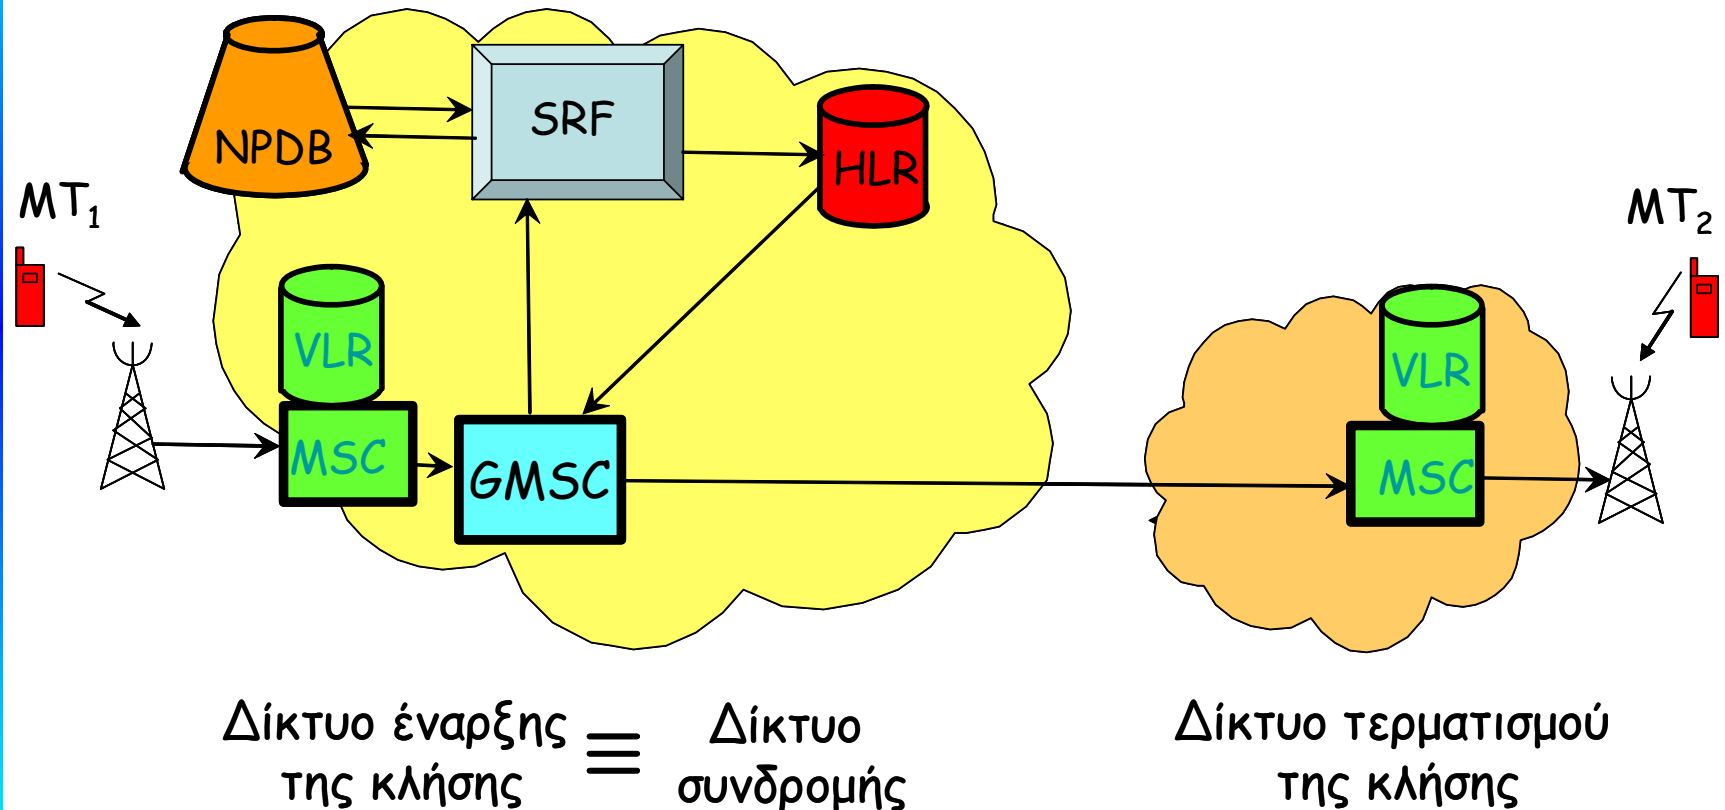 NPDB
SRF
HLR
MT1
MT2
VLR
VLR
MSC
GMSC
MSC
Δίκτυο έναρξης
της κλήσης
≡
Δίκτυο
συνδρομής
Δίκτυο τερματισμού
της κλήσης